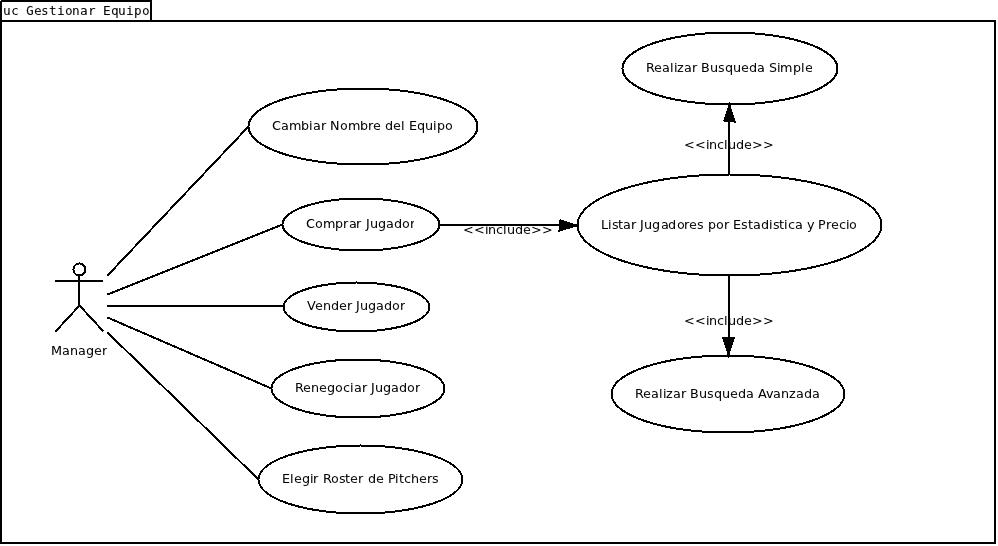 uc Gestionar Equipo
Realizar Busqueda Simple
Cambiar Nombre del Equipo
<<include>>
Comprar Jugador
<<include>>
Listar Jugadores por Estadistica y Precio
Vender Jugador
<<include>>
Manager
Renegociar Jugador
Realizar Busqueda Avanzada
Elegir Roster de Pitchers